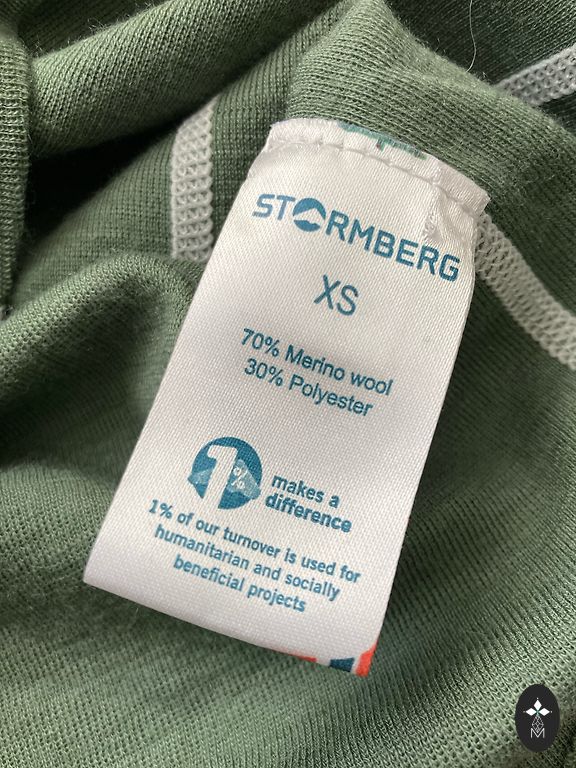 STORMBERG
XS
70% Merino wool
30% Polyester
1%
makes a
difference
1% of our turnover is used for
humanitarian and socially
beneficial projects
M